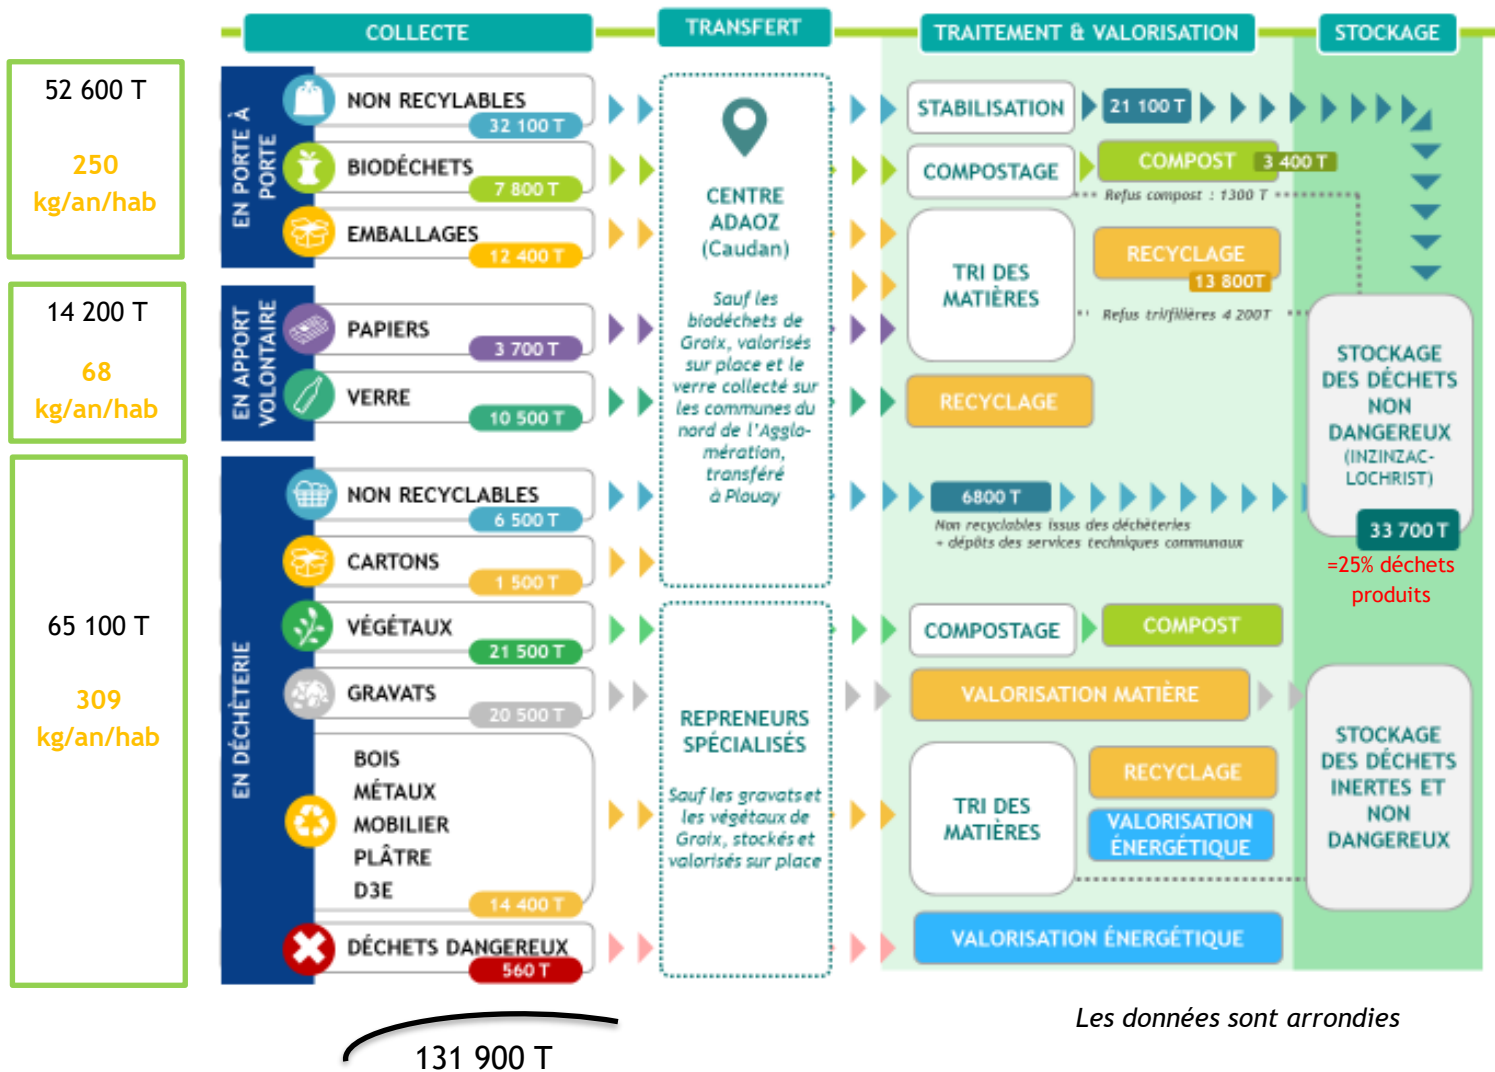 COLLECTE
TRANSFERT
TRAITEMENT & VALORISATION
STOCKAGE
52 600 T
250
kg/an/hab
EN PORTE À
PORTE
NON RECYLABLES
32 100 T
BIODÉCHETS
7 800 T
EMBALLAGES
12 400 T
14 200 T
68
kg/an/hab
EN APPORT
VOLONTAIRE
PAPIERS
3 700 T
VERRE
10 500 T
65 100 T
309
kg/an/hab
EN DÉCHÈTERIE
NON RECYCLABLES
6 500 T
CARTONS
1 500 T
VÉGÉTAUX
21 500 T
GRAVATS
20 500 T
BOIS
MÉTAUX
MOBILIER
PLÂTRE
D3E
14 400 T
DÉCHETS DANGEREUX
560 T
131 900 T
CENTRE
ADAOZ
(Caudan)
Sauf les
biodéchets de
Groix, valorisés
sur place et le
verre collecté sur
les communes du
nord de l'Agglo-
mération,
transféré
à Plouay
REPRENEURS
SPÉCIALISÉS
Sauf les gravats et
les végétaux de
Groix, stockés et
valorisés sur place
STABILISATION
21 100 T
COMPOSTAGE
COMPOST
3 400 T
Refus compost : 1300 T
TRI DES
MATIÈRES
RECYCLAGE
13 800T
Refus tri/filières 4 200T
RECYCLAGE
6800 T
Non recyclables issus des déchèteries
+ dépôts des services techniques communaux
COMPOSTAGE
COMPOST
VALORISATION MATIÈRE
TRI DES
MATIÈRES
RECYCLAGE
VALORISATION
ÉNERGÉTIQUE
VALORISATION ÉNERGÉTIQUE
STOCKAGE
DES DÉCHETS
NON
DANGEREUX
(INZINZAC-
LOCHRIST)
33 700 T
=25% déchets
produits
STOCKAGE
DES DÉCHETS
INERTES ET
NON
DANGEREUX
Les données sont arrondies